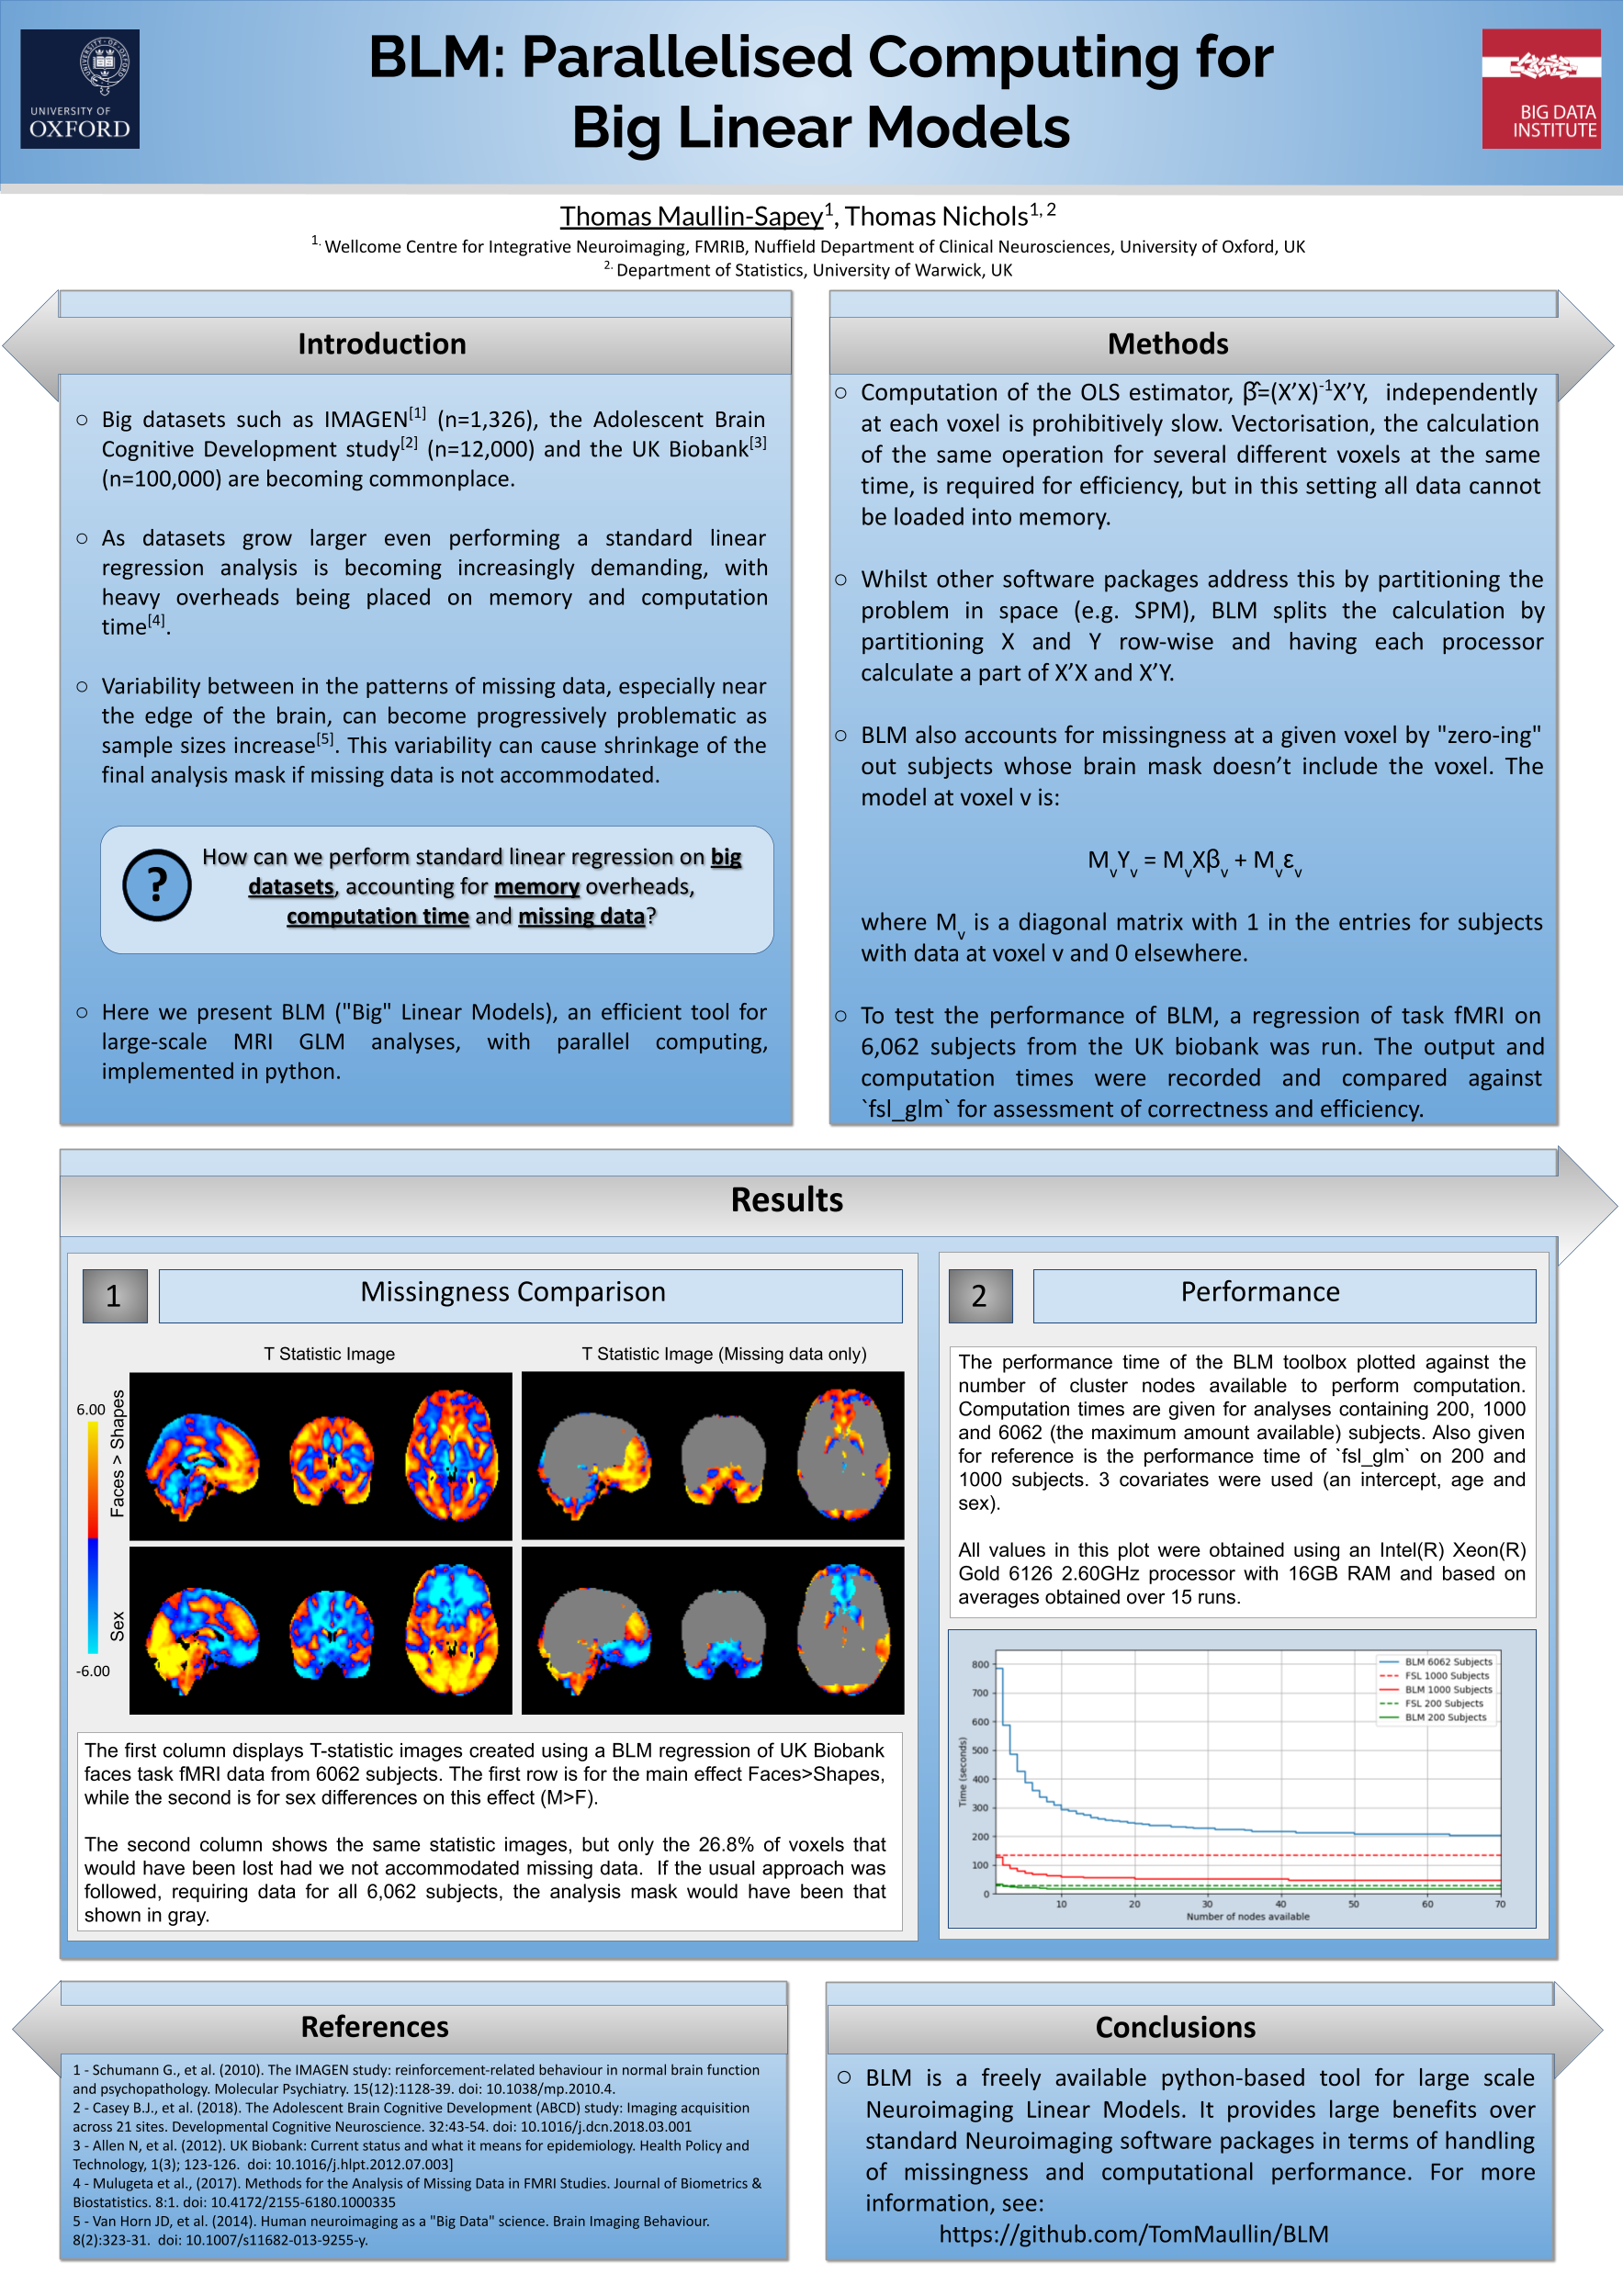 UNIVERSITY OF
OXFORD
BLM: Parallelised Computing for
Big Linear Models
BIG DATA
INSTITUTE
Thomas Maullin-Sapey1, Thomas Nichols1, 2
1. Wellcome Centre for Integrative Neuroimaging, FMRIB, Nuffield Department of Clinical Neurosciences, University of Oxford, UK
2. Department of Statistics, University of Warwick, UK
Introduction
○ Big datasets such as IMAGEN[1] (n=1,326), the Adolescent Brain
Cognitive Development study[2] (n=12,000) and the UK Biobank[3]
(n=100,000) are becoming commonplace.
○ As datasets grow larger even performing a standard linear
regression analysis is becoming increasingly demanding, with
heavy overheads being placed on memory and computation
time[4].
○ Variability between in the patterns of missing data, especially near
the edge of the brain, can become progressively problematic as
sample sizes increase[5]. This variability can cause shrinkage of the
final analysis mask if missing data is not accommodated.
?
How can we perform standard linear regression on big
datasets, accounting for memory overheads,
computation time and missing data?
○ Here we present BLM ("Big" Linear Models), an efficient tool for
large-scale MRI GLM analyses, with parallel computing,
implemented in python.
Methods
○ Computation of the OLS estimator, β̂=(X’X)-1X’Y, independently
at each voxel is prohibitively slow. Vectorisation, the calculation
of the same operation for several different voxels at the same
time, is required for efficiency, but in this setting all data cannot
be loaded into memory.
○ Whilst other software packages address this by partitioning the
problem in space (e.g. SPM), BLM splits the calculation by
partitioning X and Y row-wise and having each processor
calculate a part of X’X and X’Y.
○ BLM also accounts for missingness at a given voxel by "zero-ing"
out subjects whose brain mask doesn’t include the voxel. The
model at voxel v is:
MvYv = MvXβv + Mvεv
where Mv is a diagonal matrix with 1 in the entries for subjects
with data at voxel v and 0 elsewhere.
○ To test the performance of BLM, a regression of task fMRI on
6,062 subjects from the UK biobank was run. The output and
computation times were recorded and compared against
`fsl_glm` for assessment of correctness and efficiency.
Results
1
Missingness Comparison
T Statistic Image
T Statistic Image (Missing data only)
6.00
Faces > Shapes
Sex
-6.00
The first column displays T-statistic images created using a BLM regression of UK Biobank
faces task fMRI data from 6062 subjects. The first row is for the main effect Faces>Shapes,
while the second is for sex differences on this effect (M>F).
The second column shows the same statistic images, but only the 26.8% of voxels that
would have been lost had we not accommodated missing data. If the usual approach was
followed, requiring data for all 6,062 subjects, the analysis mask would have been that
shown in gray.
2
Performance
The performance time of the BLM toolbox plotted against the
number of cluster nodes available to perform computation.
Computation times are given for analyses containing 200, 1000
and 6062 (the maximum amount available) subjects. Also given
for reference is the performance time of `fsl_glm` on 200 and
1000 subjects. 3 covariates were used (an intercept, age and
sex).
All values in this plot were obtained using an Intel(R) Xeon(R)
Gold 6126 2.60GHz processor with 16GB RAM and based on
averages obtained over 15 runs.
BLM 6062 Subjects
FSL 1000 Subjects
BLM 1000 Subjects
FSL 200 Subjects
BLM 200 Subjects
Time (seconds)
800
700
600
500
400
300
200
100
0
10 20 30 40 50 60 70
Number of nodes available
References
1 - Schumann G., et al. (2010). The IMAGEN study: reinforcement-related behaviour in normal brain function
and psychopathology. Molecular Psychiatry. 15(12):1128-39. doi: 10.1038/mp.2010.4.
2 - Casey B.J., et al. (2018). The Adolescent Brain Cognitive Development (ABCD) study: Imaging acquisition
across 21 sites. Developmental Cognitive Neuroscience. 32:43-54. doi: 10.1016/j.dcn.2018.03.001
3 - Allen N, et al. (2012). UK Biobank: Current status and what it means for epidemiology. Health Policy and
Technology, 1(3); 123-126. doi: 10.1016/j.hlpt.2012.07.003]
4 - Mulugeta et al., (2017). Methods for the Analysis of Missing Data in FMRI Studies. Journal of Biometrics &
Biostatistics. 8:1. doi: 10.4172/2155-6180.1000335
5 - Van Horn JD, et al. (2014). Human neuroimaging as a "Big Data" science. Brain Imaging Behaviour.
8(2):323-31. doi: 10.1007/s11682-013-9255-y.
Conclusions
○ BLM is a freely available python-based tool for large scale
Neuroimaging Linear Models. It provides large benefits over
standard Neuroimaging software packages in terms of handling
of missingness and computational performance. For more
information, see:
https://github.com/TomMaullin/BLM